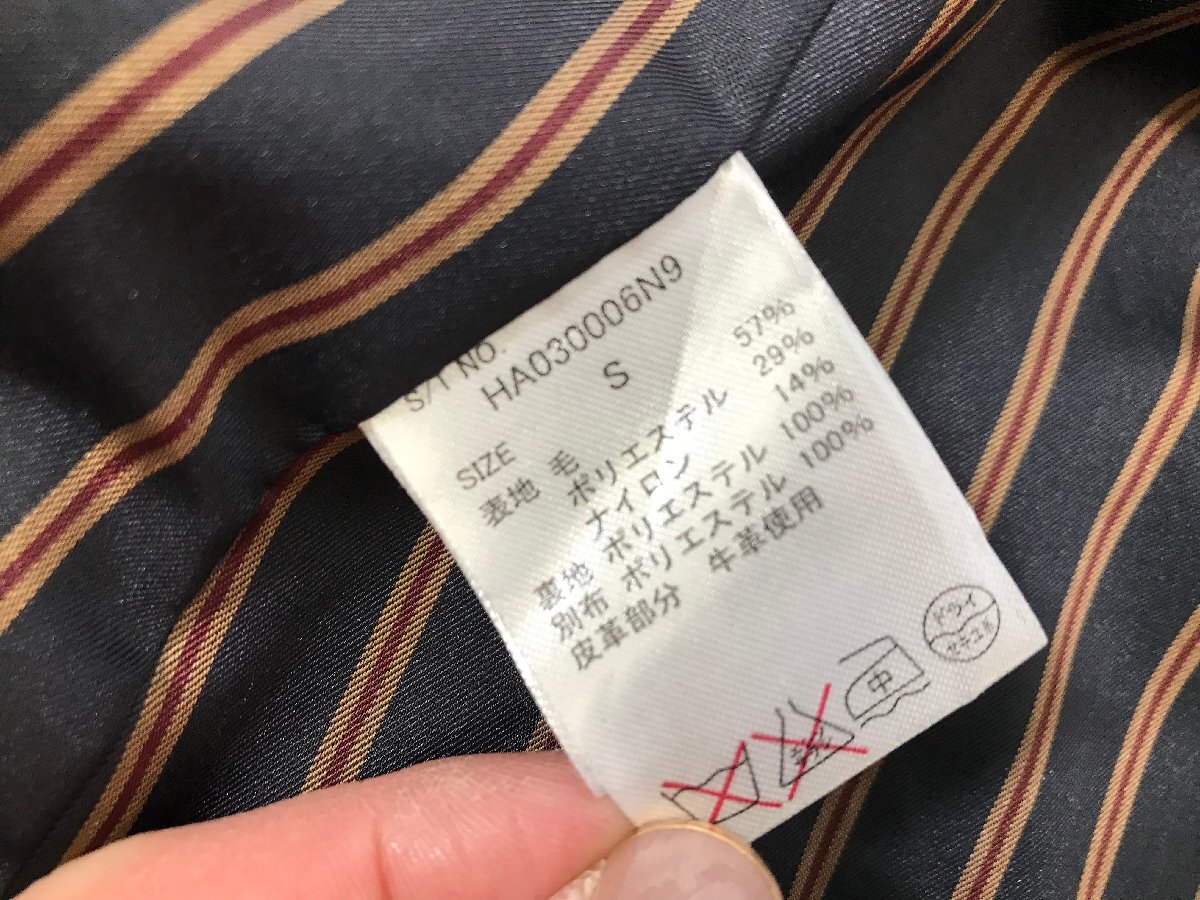 S/T NO.
HA030006N9
SIZE S
表地 毛 57%
ポリエステル 29%
ナイロン 14%
裏地 ポリエステル 100%
別布 ポリエステル 100%
皮革部分 牛革使用
中
ドライ
セキユ系